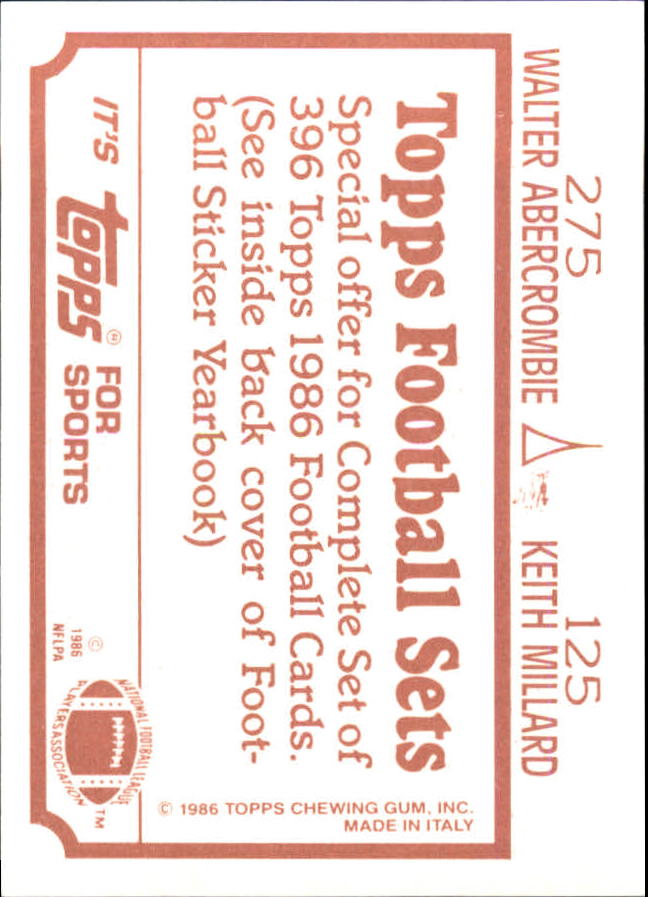 275
WALTER ABERCROMBIE
125
KEITH MILLARD
Topps Football Sets
Special offer for Complete Set of
396 Topps 1986 Football Cards.
(See inside back cover of Foot-
ball Sticker Yearbook)
IT'S topps® FOR
SPORTS
©
1986
NFLPA
NATIONAL FOOTBALL LEAGUE
PLAYERS ASSOCIATION
TM
© 1986 TOPPS CHEWING GUM, INC.
MADE IN ITALY